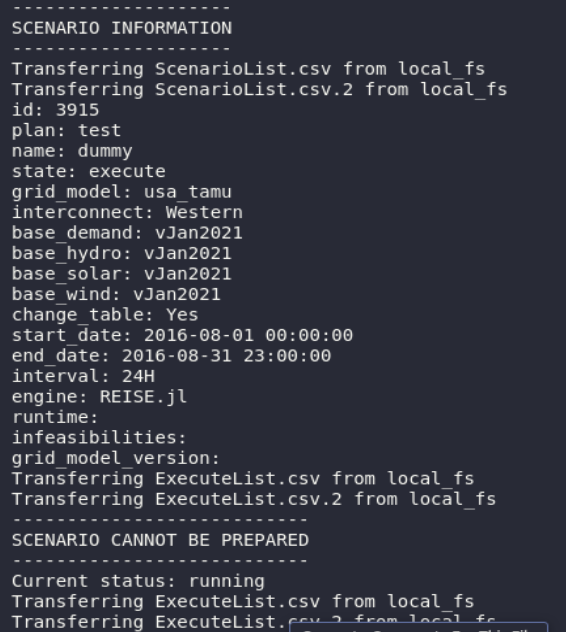 --------------------
SCENARIO INFORMATION
--------------------
Transferring ScenarioList.csv from local_fs
Transferring ScenarioList.csv.2 from local_fs
id: 3915
plan: test
name: dummy
state: execute
grid_model: usa_tamu
interconnect: Western
base_demand: vJan2021
base_hydro: vJan2021
base_solar: vJan2021
base_wind: vJan2021
change_table: Yes
start_date: 2016-08-01 00:00:00
end_date: 2016-08-31 23:00:00
interval: 24H
engine: REISE.jl
runtime:
infeasibilities:
grid_model_version:
Transferring ExecuteList.csv from local_fs
Transferring ExecuteList.csv.2 from local_fs
---------------------------
SCENARIO CANNOT BE PREPARED
---------------------------
Current status: running
Transferring ExecuteList.csv from local_fs
Transferring ExecuteList.csv.2 from local_fs